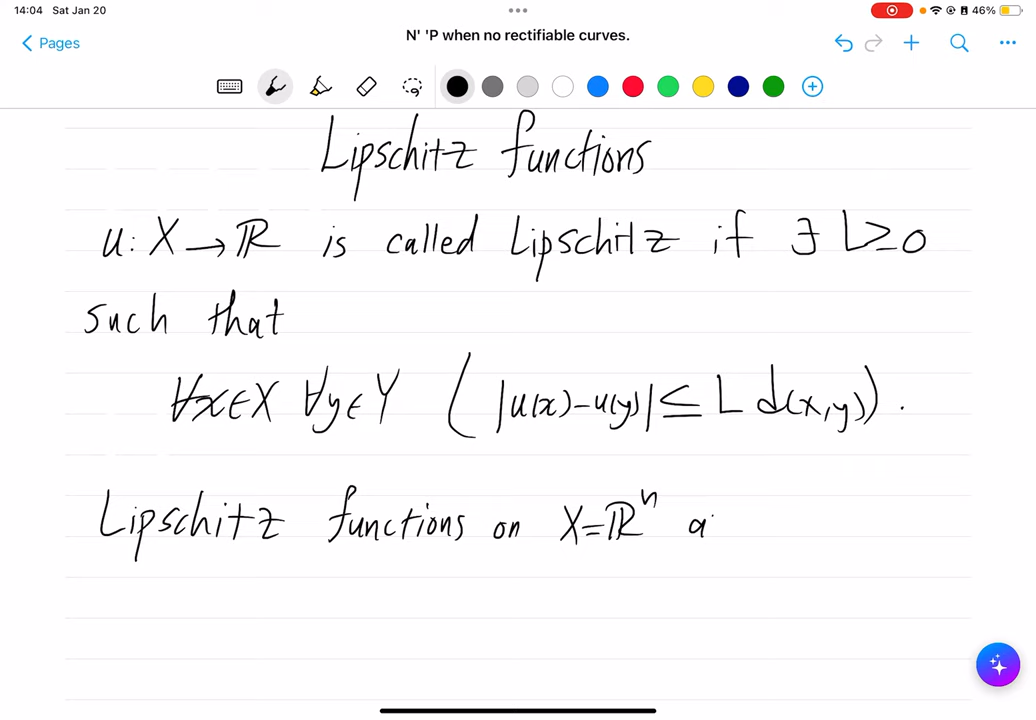 14:04 Sat Jan 20
46%
Pages
N' 'P when no rectifiable curves.
Lipschitz functions
u: X → ℝ is called Lipschitz if ∃ L ≥ 0
such that
∀x∈X ∀y∈Y ( |u(x)-u(y)| ≤ L d(x,y) ) .
Lipschitz functions on X=ℝⁿ a